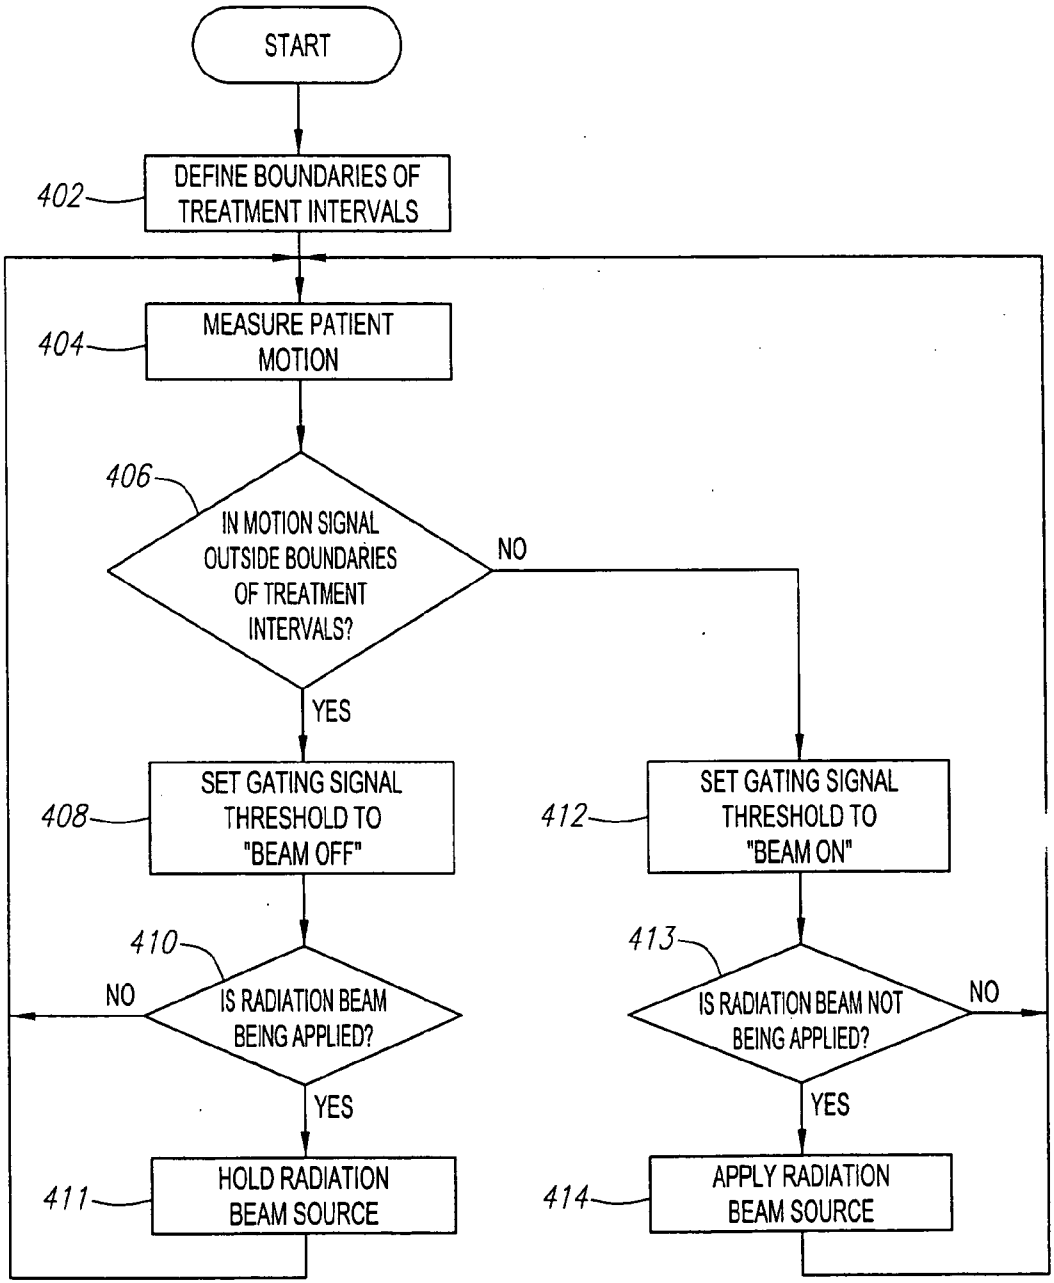 START
402
DEFINE BOUNDARIES OF
TREATMENT INTERVALS
404
MEASURE PATIENT
MOTION
406
IN MOTION SIGNAL
OUTSIDE BOUNDARIES
OF TREATMENT
INTERVALS?
NO
YES
408
SET GATING SIGNAL
THRESHOLD TO
"BEAM OFF"
412
SET GATING SIGNAL
THRESHOLD TO
"BEAM ON"
410
NO
IS RADIATION BEAM
BEING APPLIED?
YES
413
IS RADIATION BEAM NOT
BEING APPLIED?
NO
YES
411
HOLD RADIATION
BEAM SOURCE
414
APPLY RADIATION
BEAM SOURCE